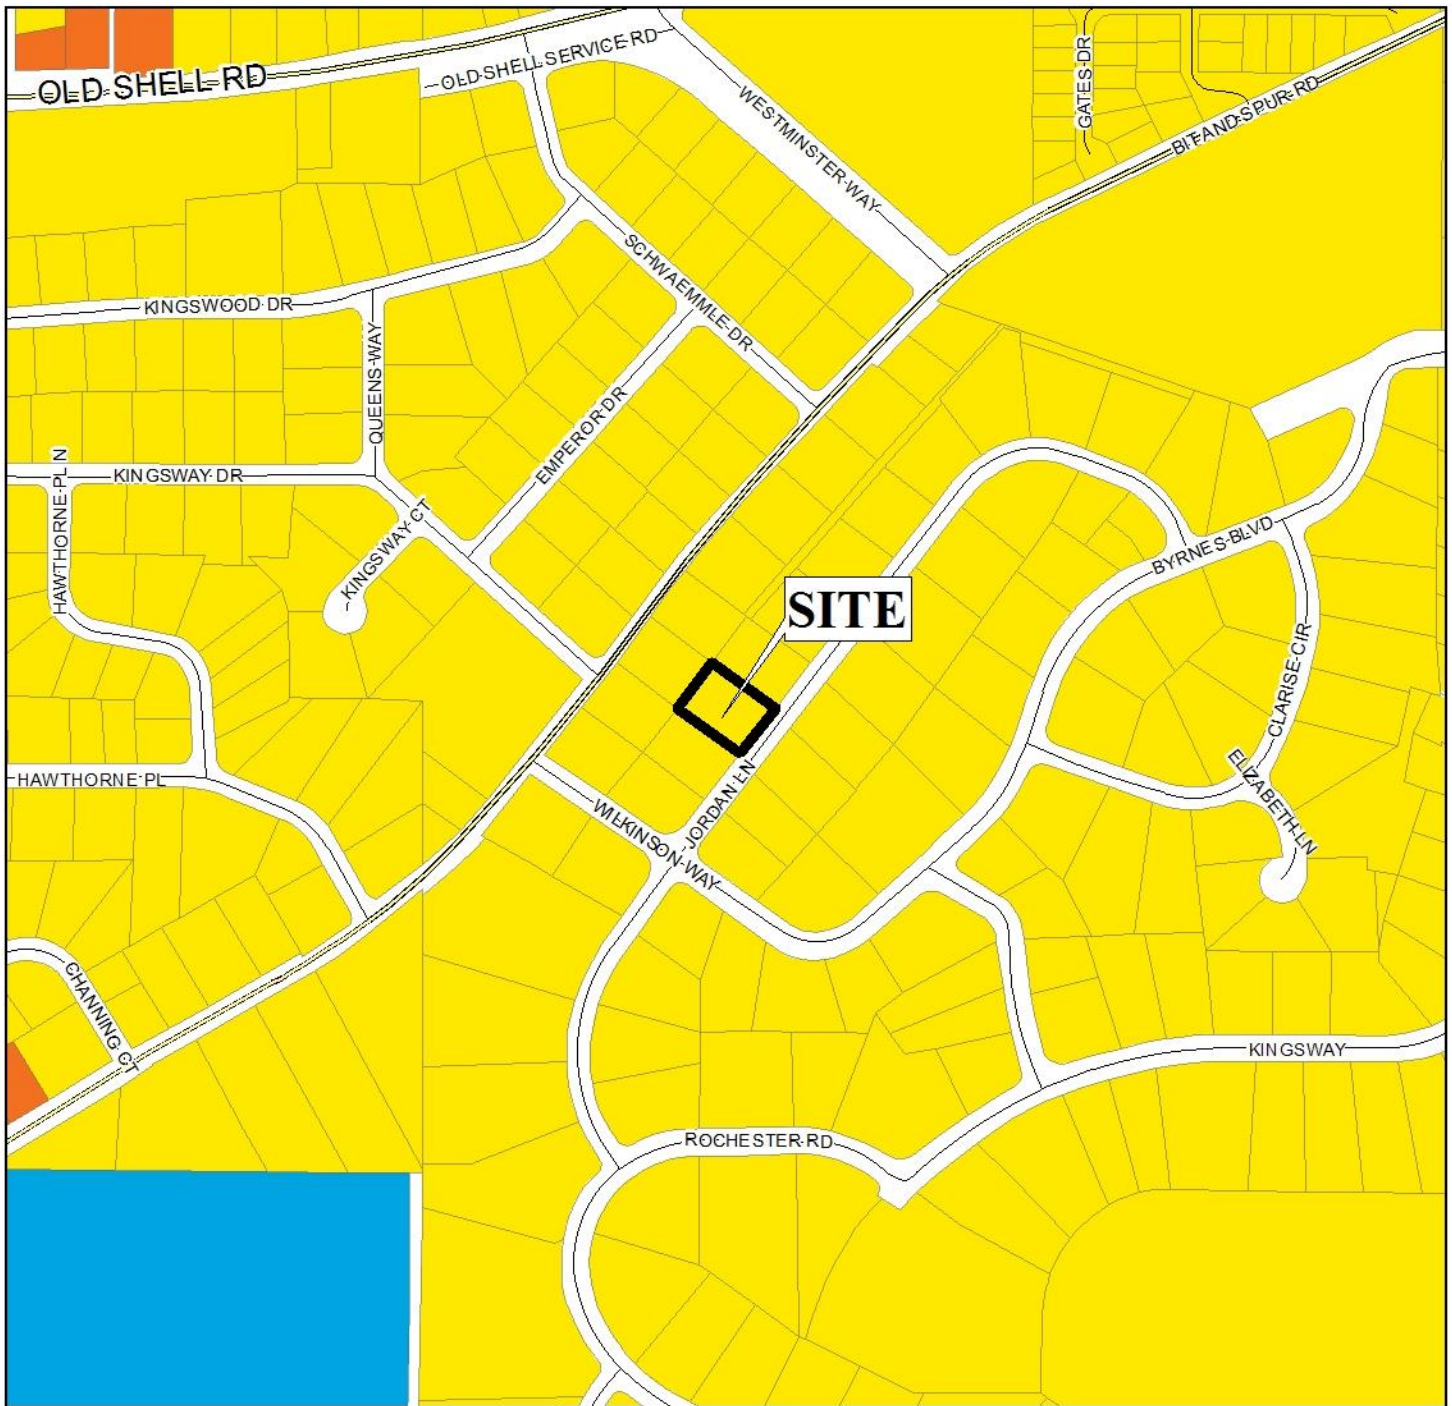 OLD SHELL RD
OLD SHELL SERVICE RD
WESTMINSTER WAY
GATES DR
BIT AND SPUR RD
SCHWAEMMLE DR
KINGSWOOD DR
QUEENS WAY
EMPEROR DR
HAWTHORNE PL N
KINGSWAY DR
KINGSWAY CT
BYRNES BLVD
SITE
CLARISE CIR
HAWTHORNE PL
JORDAN LN
WILKINSON WAY
ELIZABETH LN
CHANNING CT
KINGSWAY
ROCHESTER RD